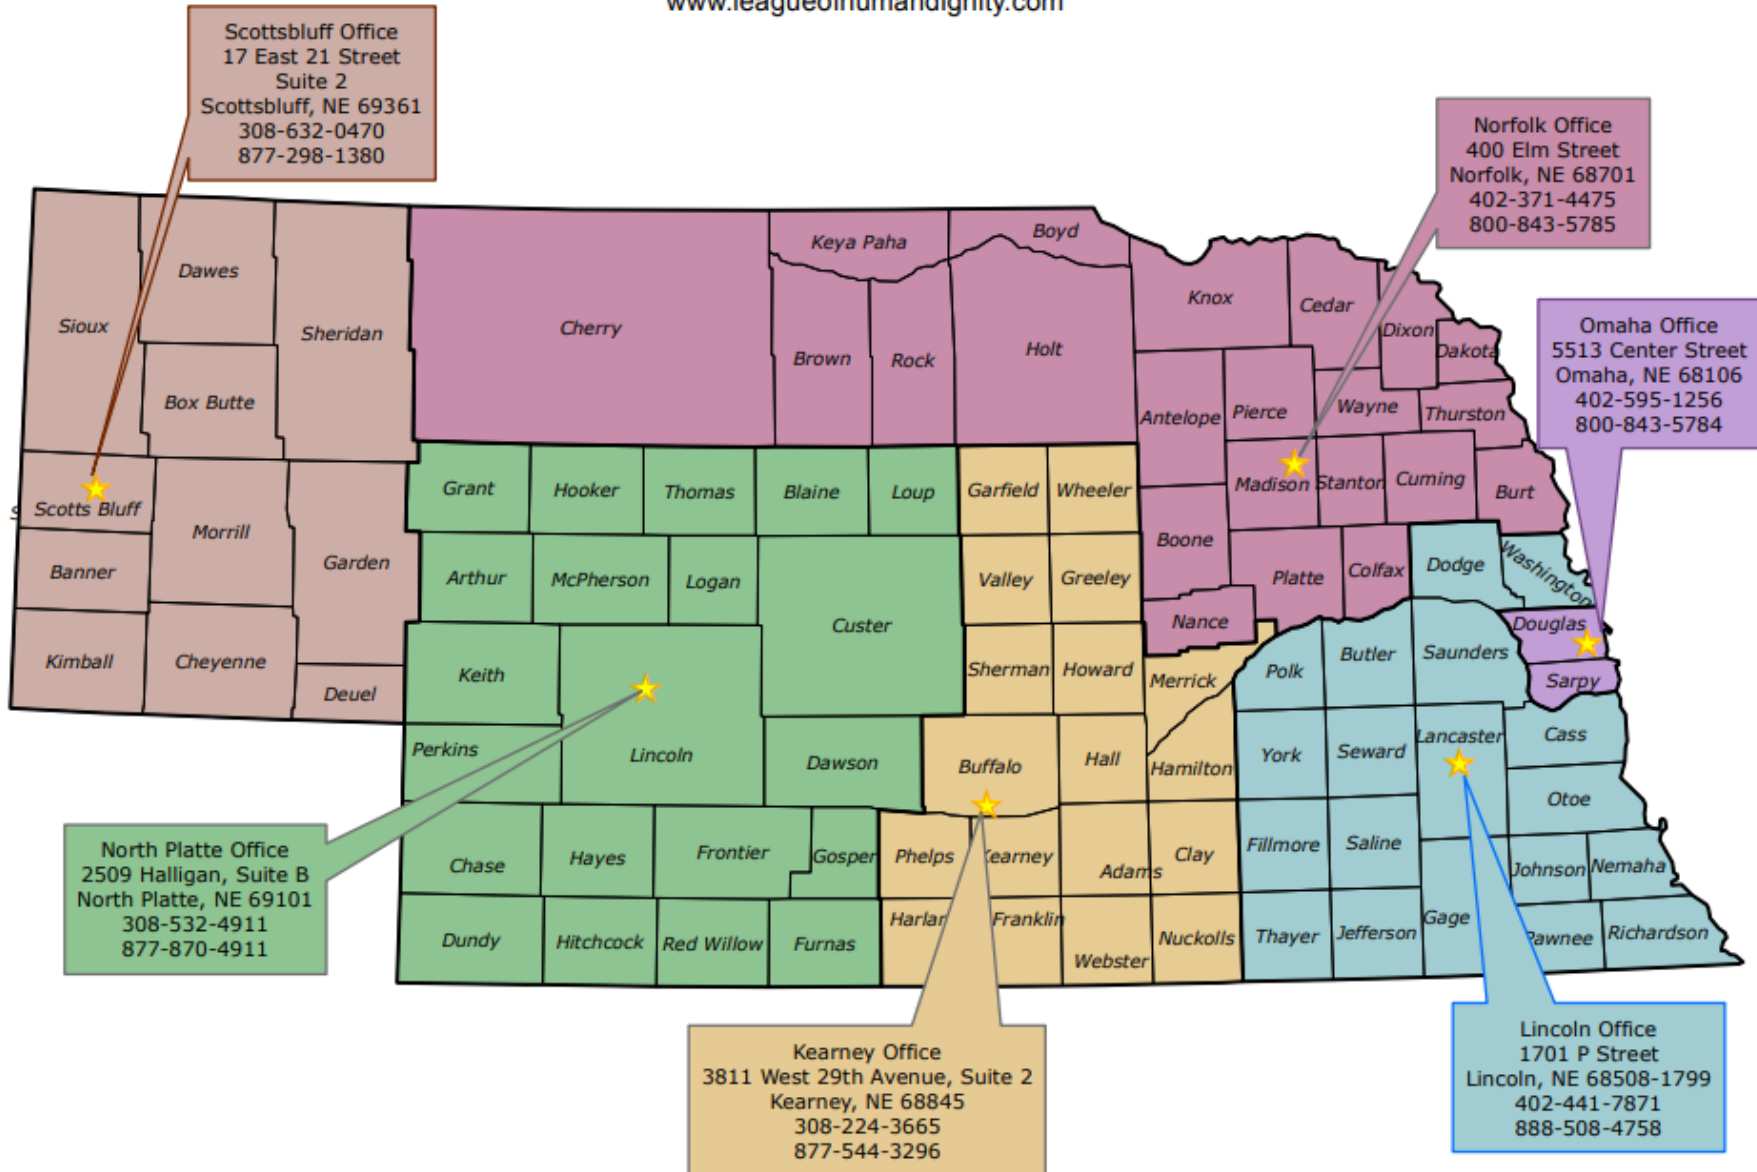 www.leagueofhumandignity.com
Scottsbluff Office
17 East 21 Street
Suite 2
Scottsbluff, NE 69361
308-632-0470
877-298-1380
Norfolk Office
400 Elm Street
Norfolk, NE 68701
402-371-4475
800-843-5785
Omaha Office
5513 Center Street
Omaha, NE 68106
402-595-1256
800-843-5784
Sioux
Dawes
Sheridan
Box Butte
Scotts Bluff
Morrill
Garden
Banner
Kimball
Cheyenne
Deuel
Cherry
Keya Paha
Boyd
Brown
Rock
Holt
Knox
Cedar
Dixon
Dakota
Antelope
Pierce
Wayne
Thurston
Madison
Stanton
Cuming
Burt
Boone
Platte
Colfax
Nance
Grant
Hooker
Thomas
Blaine
Loup
Arthur
McPherson
Logan
Custer
Keith
Lincoln
Perkins
Dawson
Chase
Hayes
Frontier
Gosper
Dundy
Hitchcock
Red Willow
Furnas
Garfield
Wheeler
Valley
Greeley
Sherman
Howard
Merrick
Buffalo
Hall
Hamilton
Phelps
Kearney
Adams
Clay
Harlan
Franklin
Webster
Nuckolls
Dodge
Washington
Douglas
Sarpy
Polk
Butler
Saunders
York
Seward
Lancaster
Cass
Otoe
Fillmore
Saline
Johnson
Nemaha
Thayer
Jefferson
Gage
Pawnee
Richardson
North Platte Office
2509 Halligan, Suite B
North Platte, NE 69101
308-532-4911
877-870-4911
Kearney Office
3811 West 29th Avenue, Suite 2
Kearney, NE 68845
308-224-3665
877-544-3296
Lincoln Office
1701 P Street
Lincoln, NE 68508-1799
402-441-7871
888-508-4758